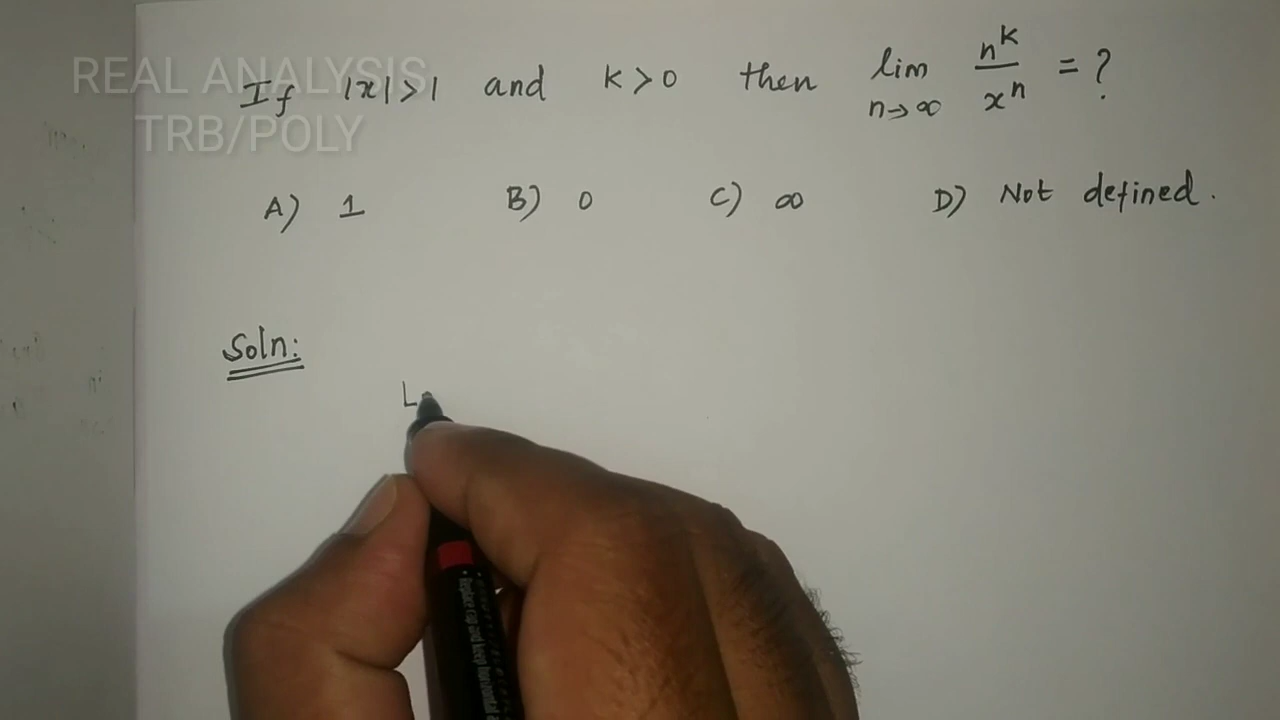 REAL ANALYSIS
TRB/POLY
If |x|>1 and k>0 then lim n→∞ n^k/x^n = ?
A) 1 B) 0 C) ∞ D) Not defined.
Soln:
L